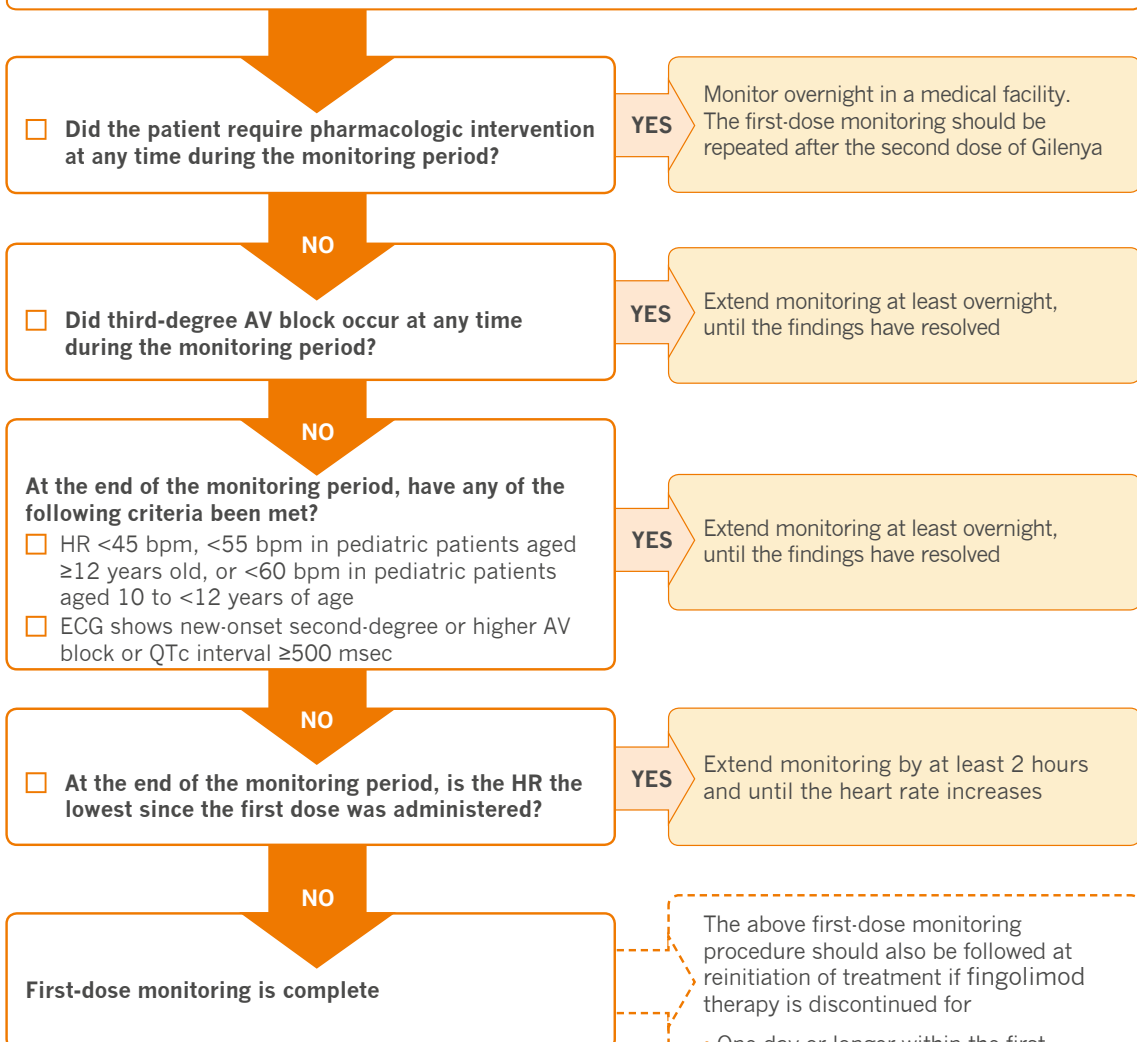 Did the patient require pharmacologic intervention
at any time during the monitoring period?
YES
Monitor overnight in a medical facility.
The first-dose monitoring should be
repeated after the second dose of Gilenya
NO
Did third-degree AV block occur at any time
during the monitoring period?
YES
Extend monitoring at least overnight,
until the findings have resolved
NO
At the end of the monitoring period, have any of the
following criteria been met?
HR <45 bpm, <55 bpm in pediatric patients aged
≥12 years old, or <60 bpm in pediatric patients
aged 10 to <12 years of age
ECG shows new-onset second-degree or higher AV
block or QTc interval ≥500 msec
YES
Extend monitoring at least overnight,
until the findings have resolved
NO
At the end of the monitoring period, is the HR the
lowest since the first dose was administered?
YES
Extend monitoring by at least 2 hours
and until the heart rate increases
NO
First-dose monitoring is complete
The above first-dose monitoring
procedure should also be followed at
reinitiation of treatment if fingolimod
therapy is discontinued for
• One day or longer within the first